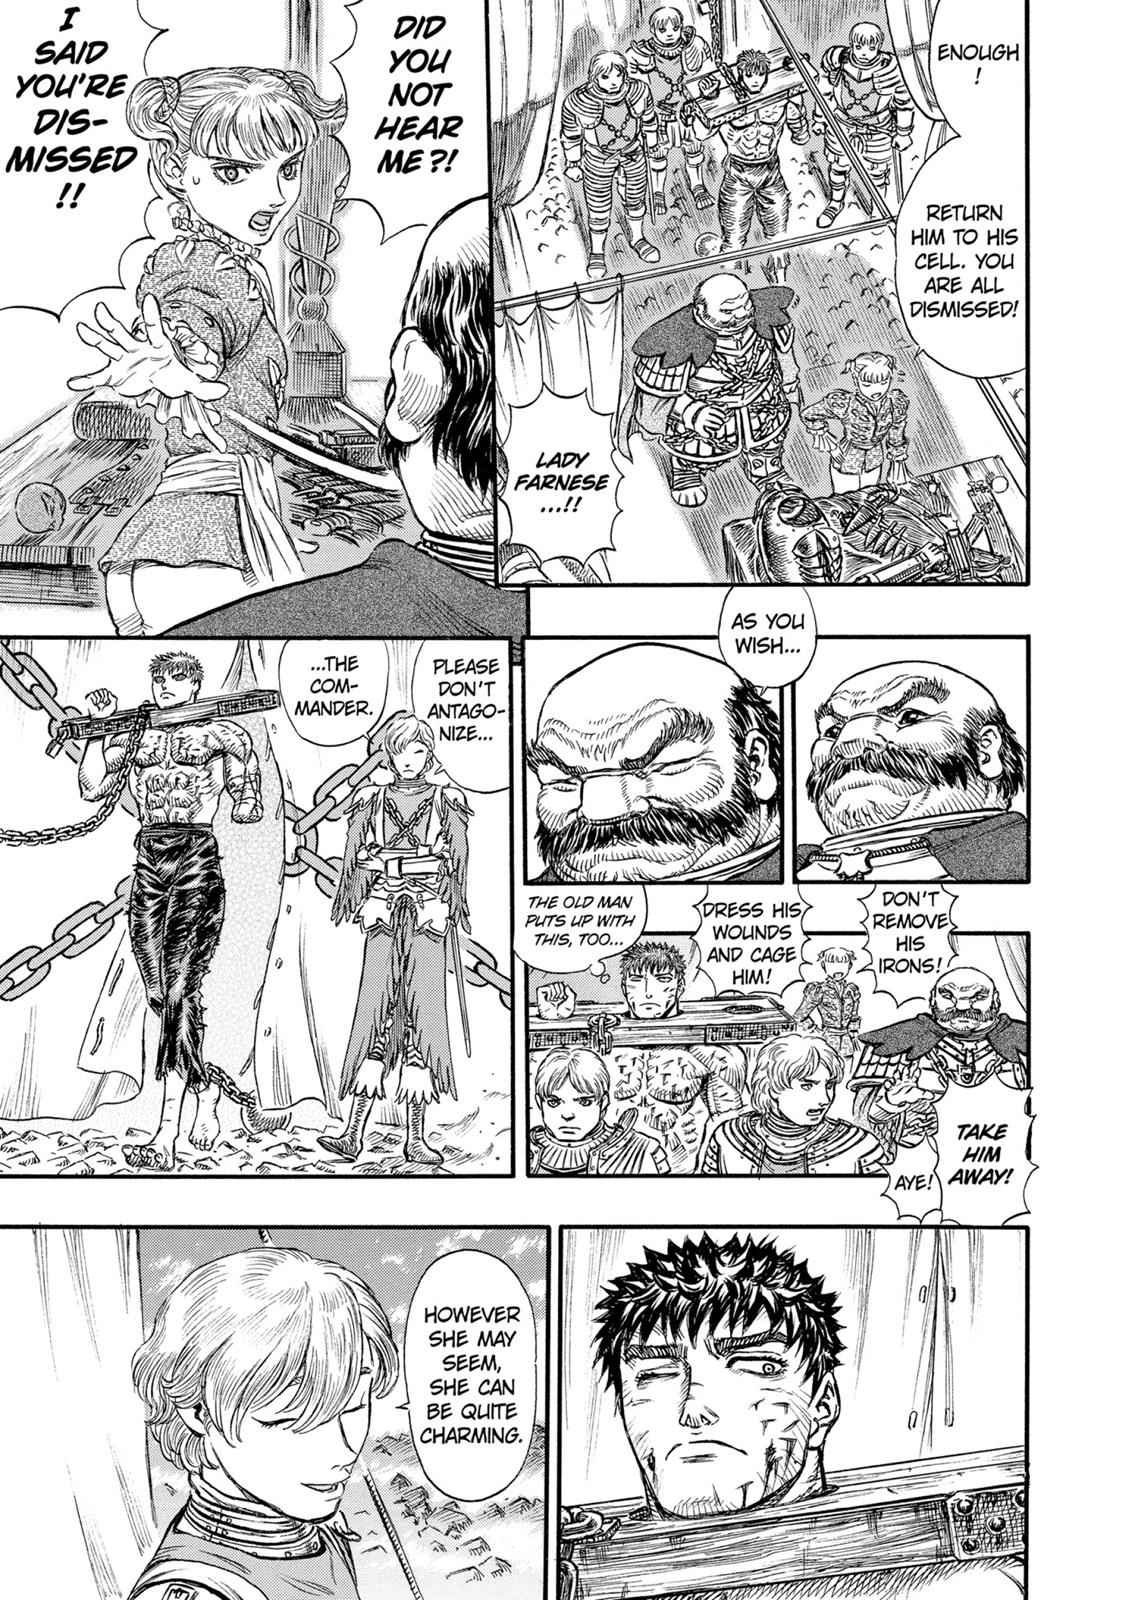 ENOUGH
!
RETURN
HIM TO HIS
CELL. YOU
ARE ALL
DISMISSED!
LADY
FARNESE
...!!
DID
YOU
NOT
HEAR
ME?!
I
SAID
YOU'RE
DIS-
MISSED
!!
AS YOU
WISH...
DON'T
REMOVE
HIS
IRONS!
DRESS HIS
WOUNDS
AND CAGE
HIM!
THE OLD MAN
PUTS UP WITH
THIS, TOO...
TAKE
HIM
AWAY!
AYE!
PLEASE
DON'T
ANTAGO-
NIZE...
...THE
COM-
MANDER.
HOWEVER
SHE MAY
SEEM,
SHE CAN
BE QUITE
CHARMING.